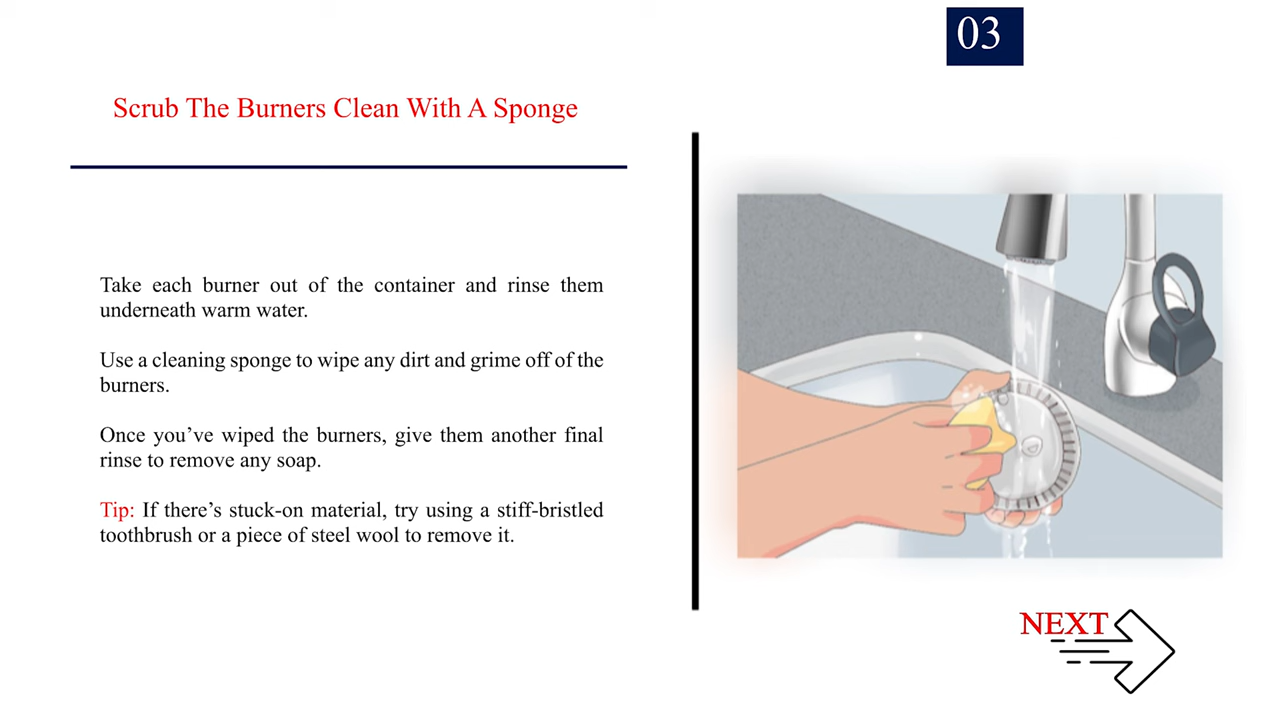 03
Scrub The Burners Clean With A Sponge
Take each burner out of the container and rinse them
underneath warm water.
Use a cleaning sponge to wipe any dirt and grime off of the
burners.
Once you’ve wiped the burners, give them another final
rinse to remove any soap.
Tip: If there’s stuck-on material, try using a stiff-bristled
toothbrush or a piece of steel wool to remove it.
NEXT